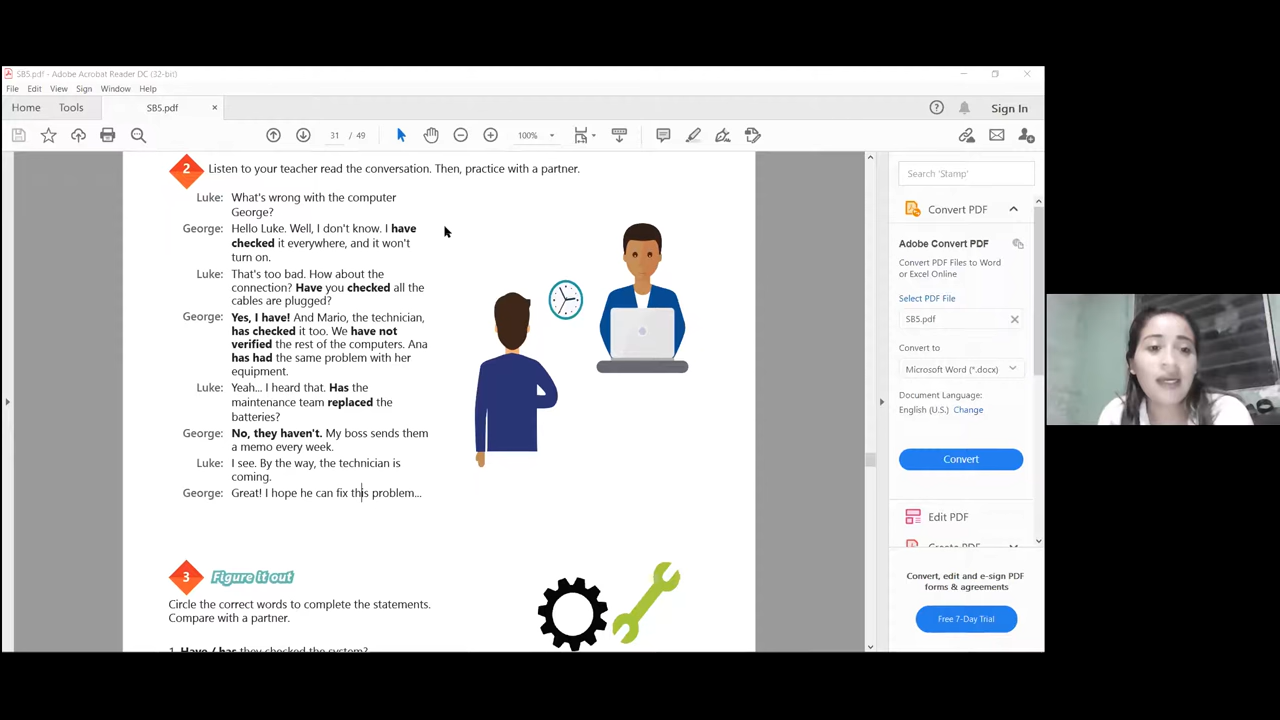 SB5.pdf - Adobe Acrobat Reader DC (32-bit)
File Edit View Sign Window Help
Home Tools SB5.pdf × Sign In
31 / 49 100%
2 Listen to your teacher read the conversation. Then, practice with a partner.
Luke: What's wrong with the computer
George?
George: Hello Luke. Well, I don't know. I have
checked it everywhere, and it won't
turn on.
Luke: That's too bad. How about the
connection? Have you checked all the
cables are plugged?
George: Yes, I have! And Mario, the technician,
has checked it too. We have not
verified the rest of the computers. Ana
has had the same problem with her
equipment.
Luke: Yeah... I heard that. Has the
maintenance team replaced the
batteries?
George: No, they haven't. My boss sends them
a memo every week.
Luke: I see. By the way, the technician is
coming.
George: Great! I hope he can fix this problem...
3 Figure it out
Circle the correct words to complete the statements.
Compare with a partner.
1. Have / has they checked the system?
Search 'Stamp'
Convert PDF
Adobe Convert PDF
Convert PDF Files to Word
or Excel Online
Select PDF File
SB5.pdf
Convert to
Microsoft Word (*.docx)
Document Language:
English (U.S.) Change
Convert
Edit PDF
Create PDF
Convert, edit and e-sign PDF
forms & agreements
Free 7-Day Trial